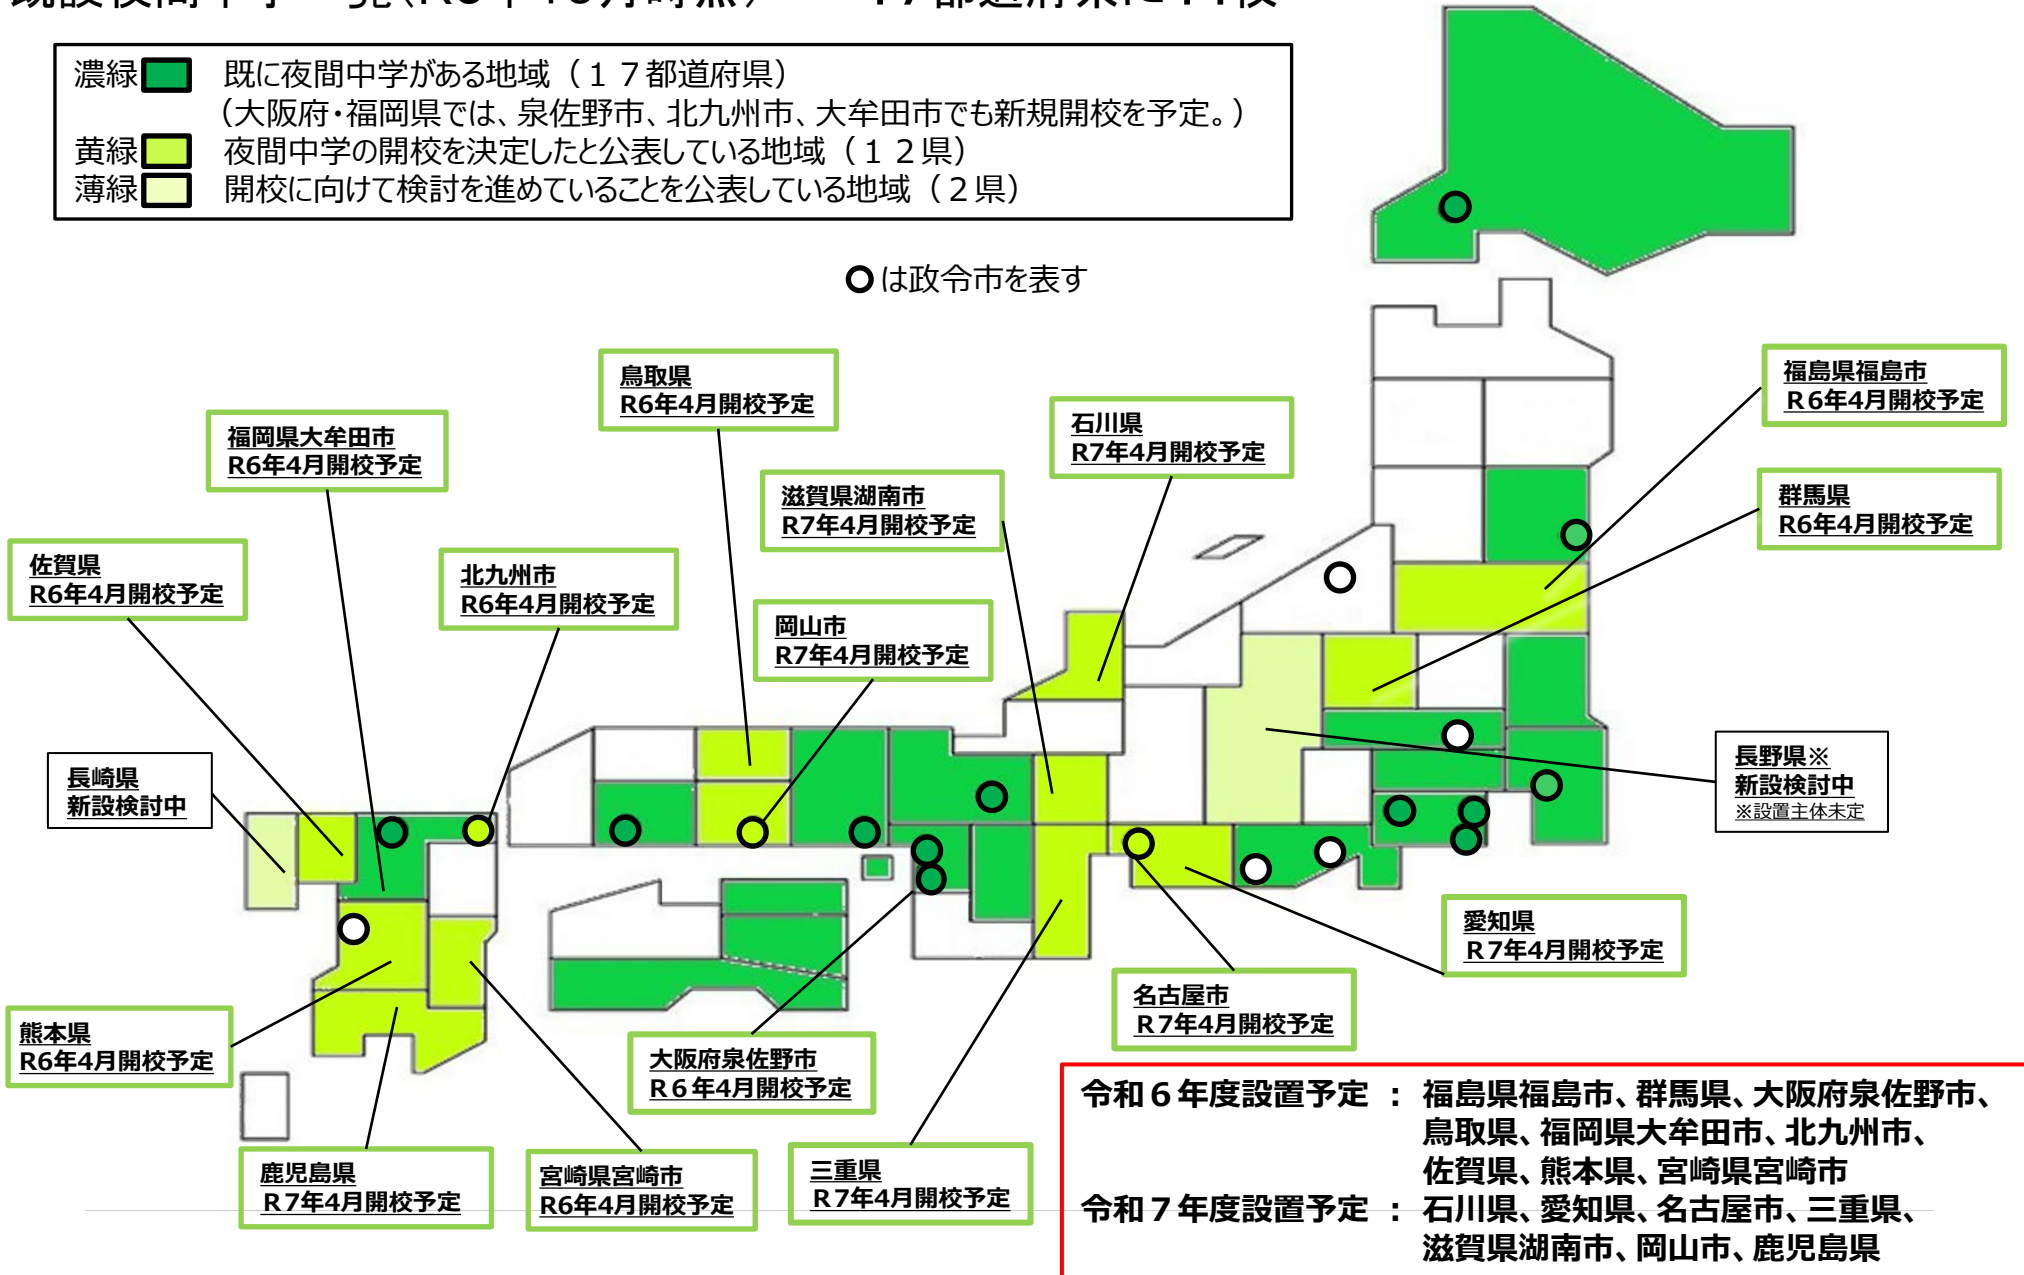 濃緑 既に夜間中学がある地域（１７都道府県）
（大阪府・福岡県では、泉佐野市、北九州市、大牟田市でも新規開校を予定。）
黄緑 夜間中学の開校を決定したと公表している地域（１２県）
薄緑 開校に向けて検討を進めていることを公表している地域（２県）
○は政令市を表す
鳥取県
R6年4月開校予定
福島県福島市
Ｒ6年4月開校予定
石川県
R7年4月開校予定
福岡県大牟田市
R6年4月開校予定
滋賀県湖南市
R7年4月開校予定
群馬県
R6年4月開校予定
佐賀県
R6年4月開校予定
北九州市
R6年4月開校予定
岡山市
R7年4月開校予定
長崎県
新設検討中
長野県※
新設検討中
※設置主体未定
愛知県
Ｒ7年4月開校予定
名古屋市
Ｒ7年4月開校予定
熊本県
R6年4月開校予定
大阪府泉佐野市
Ｒ６年4月開校予定
鹿児島県
Ｒ7年4月開校予定
宮崎県宮崎市
R6年4月開校予定
三重県
Ｒ7年4月開校予定
令和６年度設置予定 ： 福島県福島市、群馬県、大阪府泉佐野市、
鳥取県、福岡県大牟田市、北九州市、
佐賀県、熊本県、宮崎県宮崎市
令和７年度設置予定 ： 石川県、愛知県、名古屋市、三重県、
滋賀県湖南市、岡山市、鹿児島県